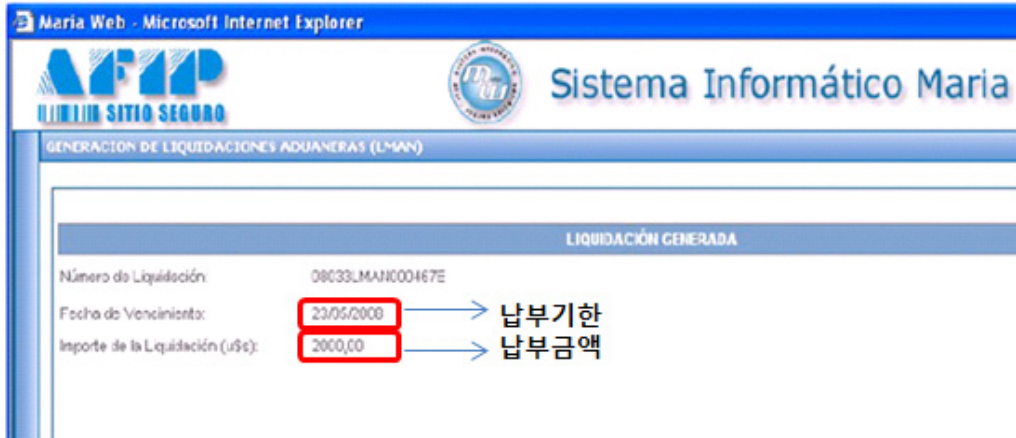 Maria Web - Microsoft Internet Explorer
AFIP
SITIO SEGURO
Sistema Informático Maria
GENERACION DE LIQUIDACIONES ADUANERAS (LMAN)
LIQUIDACIÓN GENERADA
Número de Liquidación: 08033LMAN000467E
Fecha de Vencimiento: 23/05/2008 납부기한
Importe de la Liquidación (u$s): 2000,00 납부금액